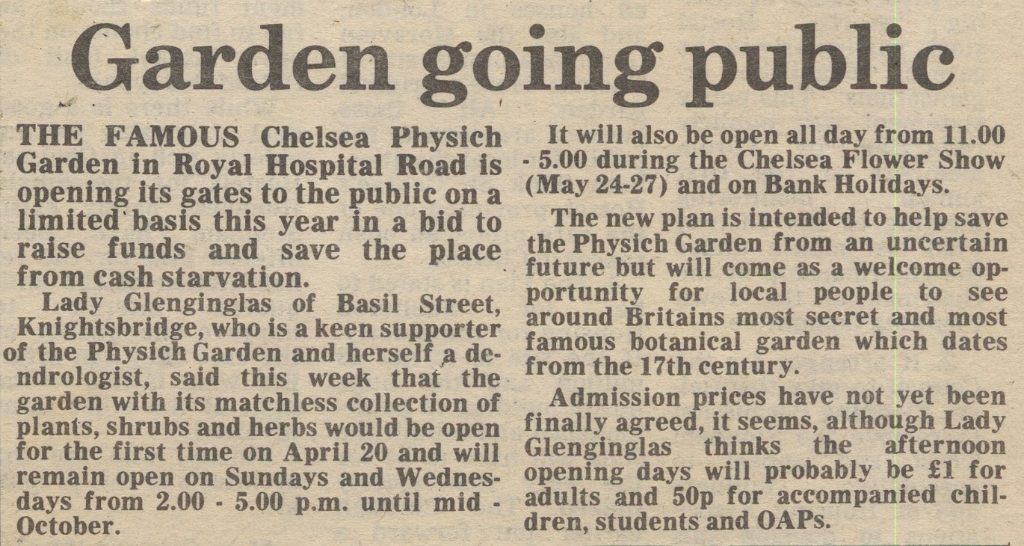 Garden going public
THE FAMOUS Chelsea Physich
Garden in Royal Hospital Road is
opening its gates to the public on a
limited basis this year in a bid to
raise funds and save the place
from cash starvation.
Lady Glenginglas of Basil Street,
Knightsbridge, who is a keen supporter
of the Physich Garden and herself a de-
ndrologist, said this week that the
garden with its matchless collection of
plants, shrubs and herbs would be open
for the first time on April 20 and will
remain open on Sundays and Wednes-
days from 2.00 - 5.00 p.m. until mid -
October.
It will also be open all day from 11.00
- 5.00 during the Chelsea Flower Show
(May 24-27) and on Bank Holidays.
The new plan is intended to help save
the Physich Garden from an uncertain
future but will come as a welcome op-
portunity for local people to see
around Britains most secret and most
famous botanical garden which dates
from the 17th century.
Admission prices have not yet been
finally agreed, it seems, although Lady
Glenginglas thinks the afternoon
opening days will probably be £1 for
adults and 50p for accompanied chil-
dren, students and OAPs.